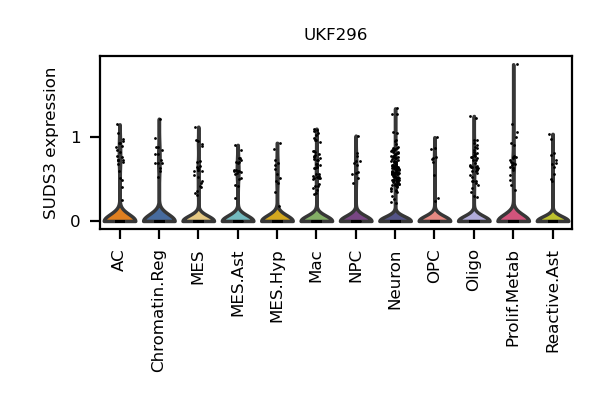 UKF296
SUDS3 expression
1
0
AC
Chromatin.Reg
MES
MES.Ast
MES.Hyp
Mac
NPC
Neuron
OPC
Oligo
Prolif.Metab
Reactive.Ast